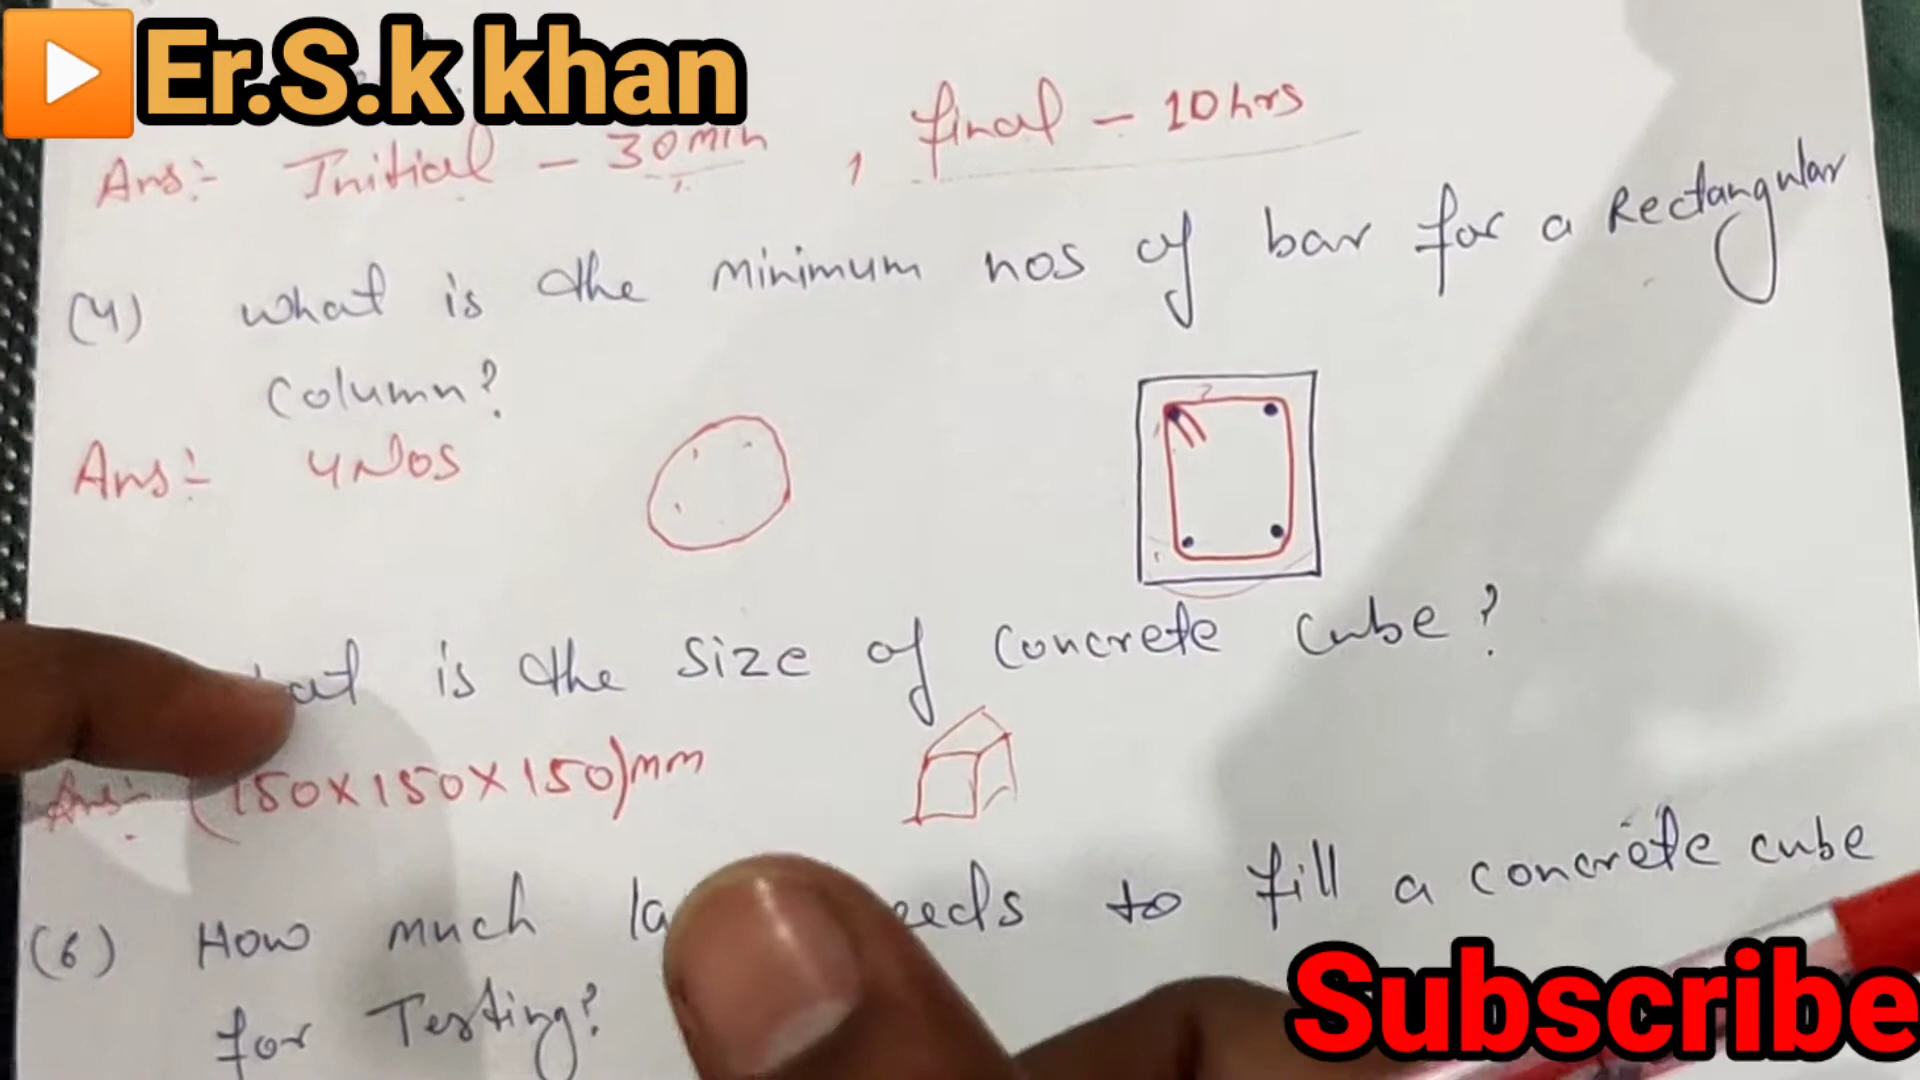 Er.S.k khan
Ans:- Initial - 30min , final - 10hrs
(4) what is the minimum nos of bar for a Rectangular
column?
Ans:- 4Nos
is the size of concrete cube?
Ans:- (150x150x150)mm
(6) How much to fill a concrete cube
for Testing?
Subscribe